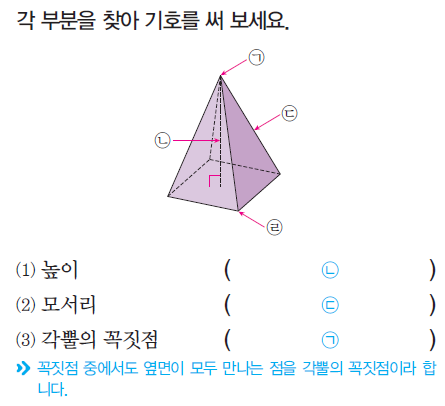 각 부분을 찾아 기호를 써 보세요.
㉠
㉢
㉡
㉣
(1) 높이 ( ㉡ )
(2) 모서리 ( ㉢ )
(3) 각뿔의 꼭짓점 ( ㉠ )
꼭짓점 중에서도 옆면이 모두 만나는 점을 각뿔의 꼭짓점이라 합
니다.